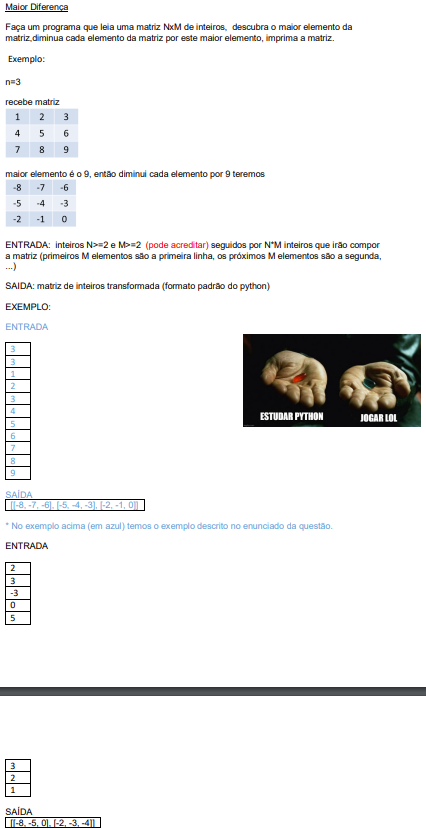 Maior Diferença
Faça um programa que leia uma matriz NxM de inteiros, descubra o maior elemento da
matriz,diminua cada elemento da matriz por este maior elemento, imprima a matriz.
Exemplo:
n=3
recebe matriz
1 2 3
4 5 6
7 8 9
maior elemento é o 9, então diminui cada elemento por 9 teremos
-8 -7 -6
-5 -4 -3
-2 -1 0
ENTRADA: inteiros N>=2 e M>=2 (pode acreditar) seguidos por N*M inteiros que irão compor
a matriz (primeiros M elementos são a primeira linha, os próximos M elementos são a segunda,
...)
SAIDA: matriz de inteiros transformada (formato padrão do python)
EXEMPLO:
ENTRADA
3
3
1
2
3
4
5
6
7
8
9
ESTUDAR PYTHON
JOGAR LOL
SAÍDA
[[-8, -7, -6], [-5, -4, -3], [-2, -1, 0]]
* No exemplo acima (em azul) temos o exemplo descrito no enunciado da questão.
ENTRADA
2
3
-3
0
5
3
2
1
SAÍDA
[[-8, -5, 0], [-2, -3, -4]]